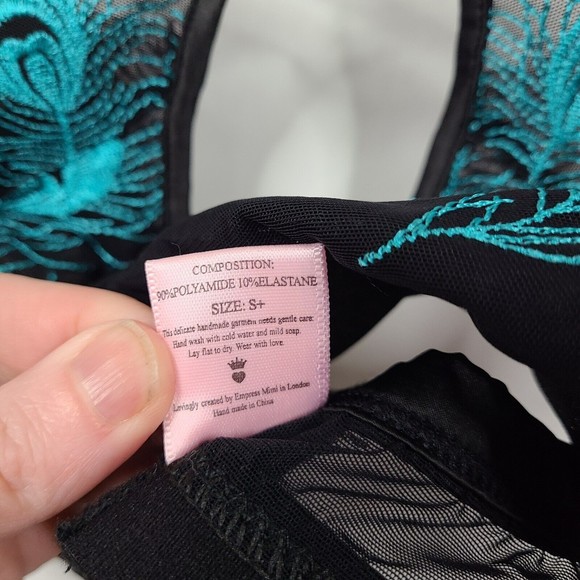 COMPOSITION:
90%POLYAMIDE 10%ELASTANE
SIZE: S+
This delicate handmade garment needs gentle care:
Hand wash with cold water and mild soap.
Lay flat to dry. Wear with love.
Lovingly created by Empress Mimi in London
Hand made in China